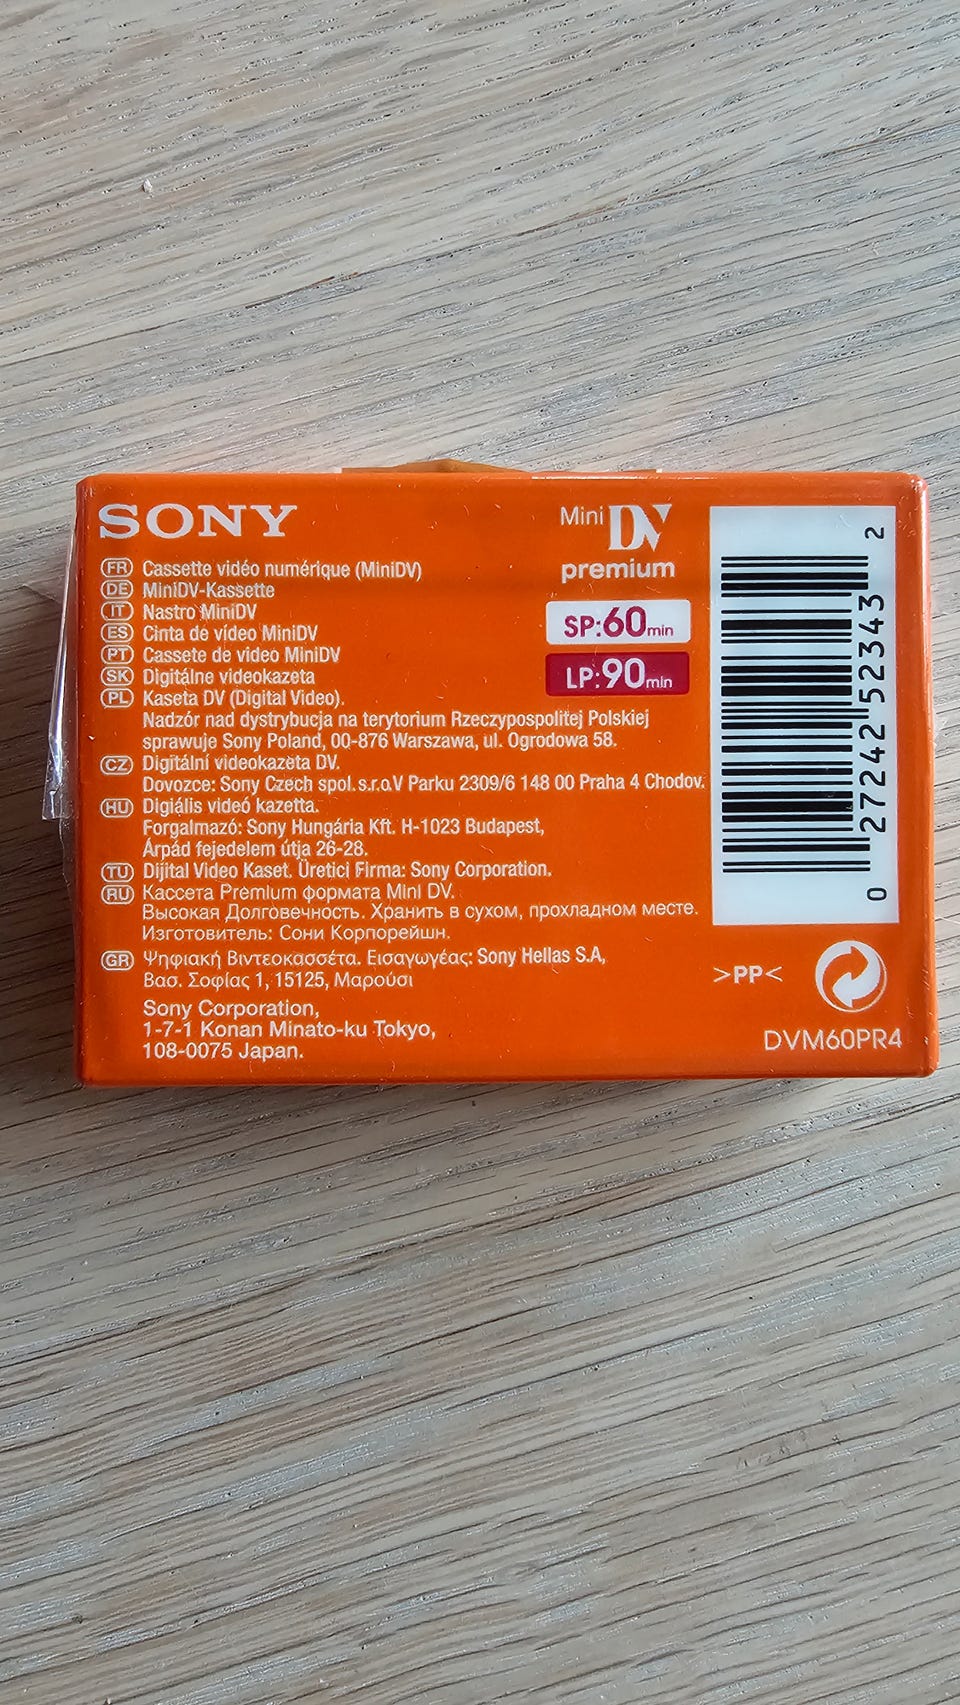 SONY
FR Cassette vidéo numérique (MiniDV)
DE MiniDV-Kassette
IT Nastro MiniDV
ES Cinta de vídeo MiniDV
PT Cassete de video MiniDV
SK Digitálne videokazeta
PL Kaseta DV (Digital Video).
Nadzór nad dystrybucja na terytorium Rzeczypospolitej Polskiej
sprawuje Sony Poland, 00-876 Warszawa, ul. Ogrodowa 58.
CZ Digitální videokazeta DV.
Dovozce: Sony Czech spol.s.r.o.V Parku 2309/6 148 00 Praha 4 Chodov.
HU Digiális videó kazetta.
Forgalmazó: Sony Hungária Kft. H-1023 Budapest,
Árpád fejedelem útja 26-28.
TU Dijital Video Kaset. Üretici Firma: Sony Corporation.
RU Кассета Premium формата Mini DV.
Высокая Долговечность. Хранить в сухом, прохладном месте.
Изготовитель: Сони Корпорейшн.
GR Ψηφιακή Βιντεοκασσέτα. Εισαγωγέας: Sony Hellas S.A,
Βασ. Σοφίας 1, 15125, Μαρούσι
Sony Corporation,
1-7-1 Konan Minato-ku Tokyo,
108-0075 Japan.
Mini DV
premium
SP:60min
LP:90min
0 27242 52343 2
>PP<
DVM60PR4